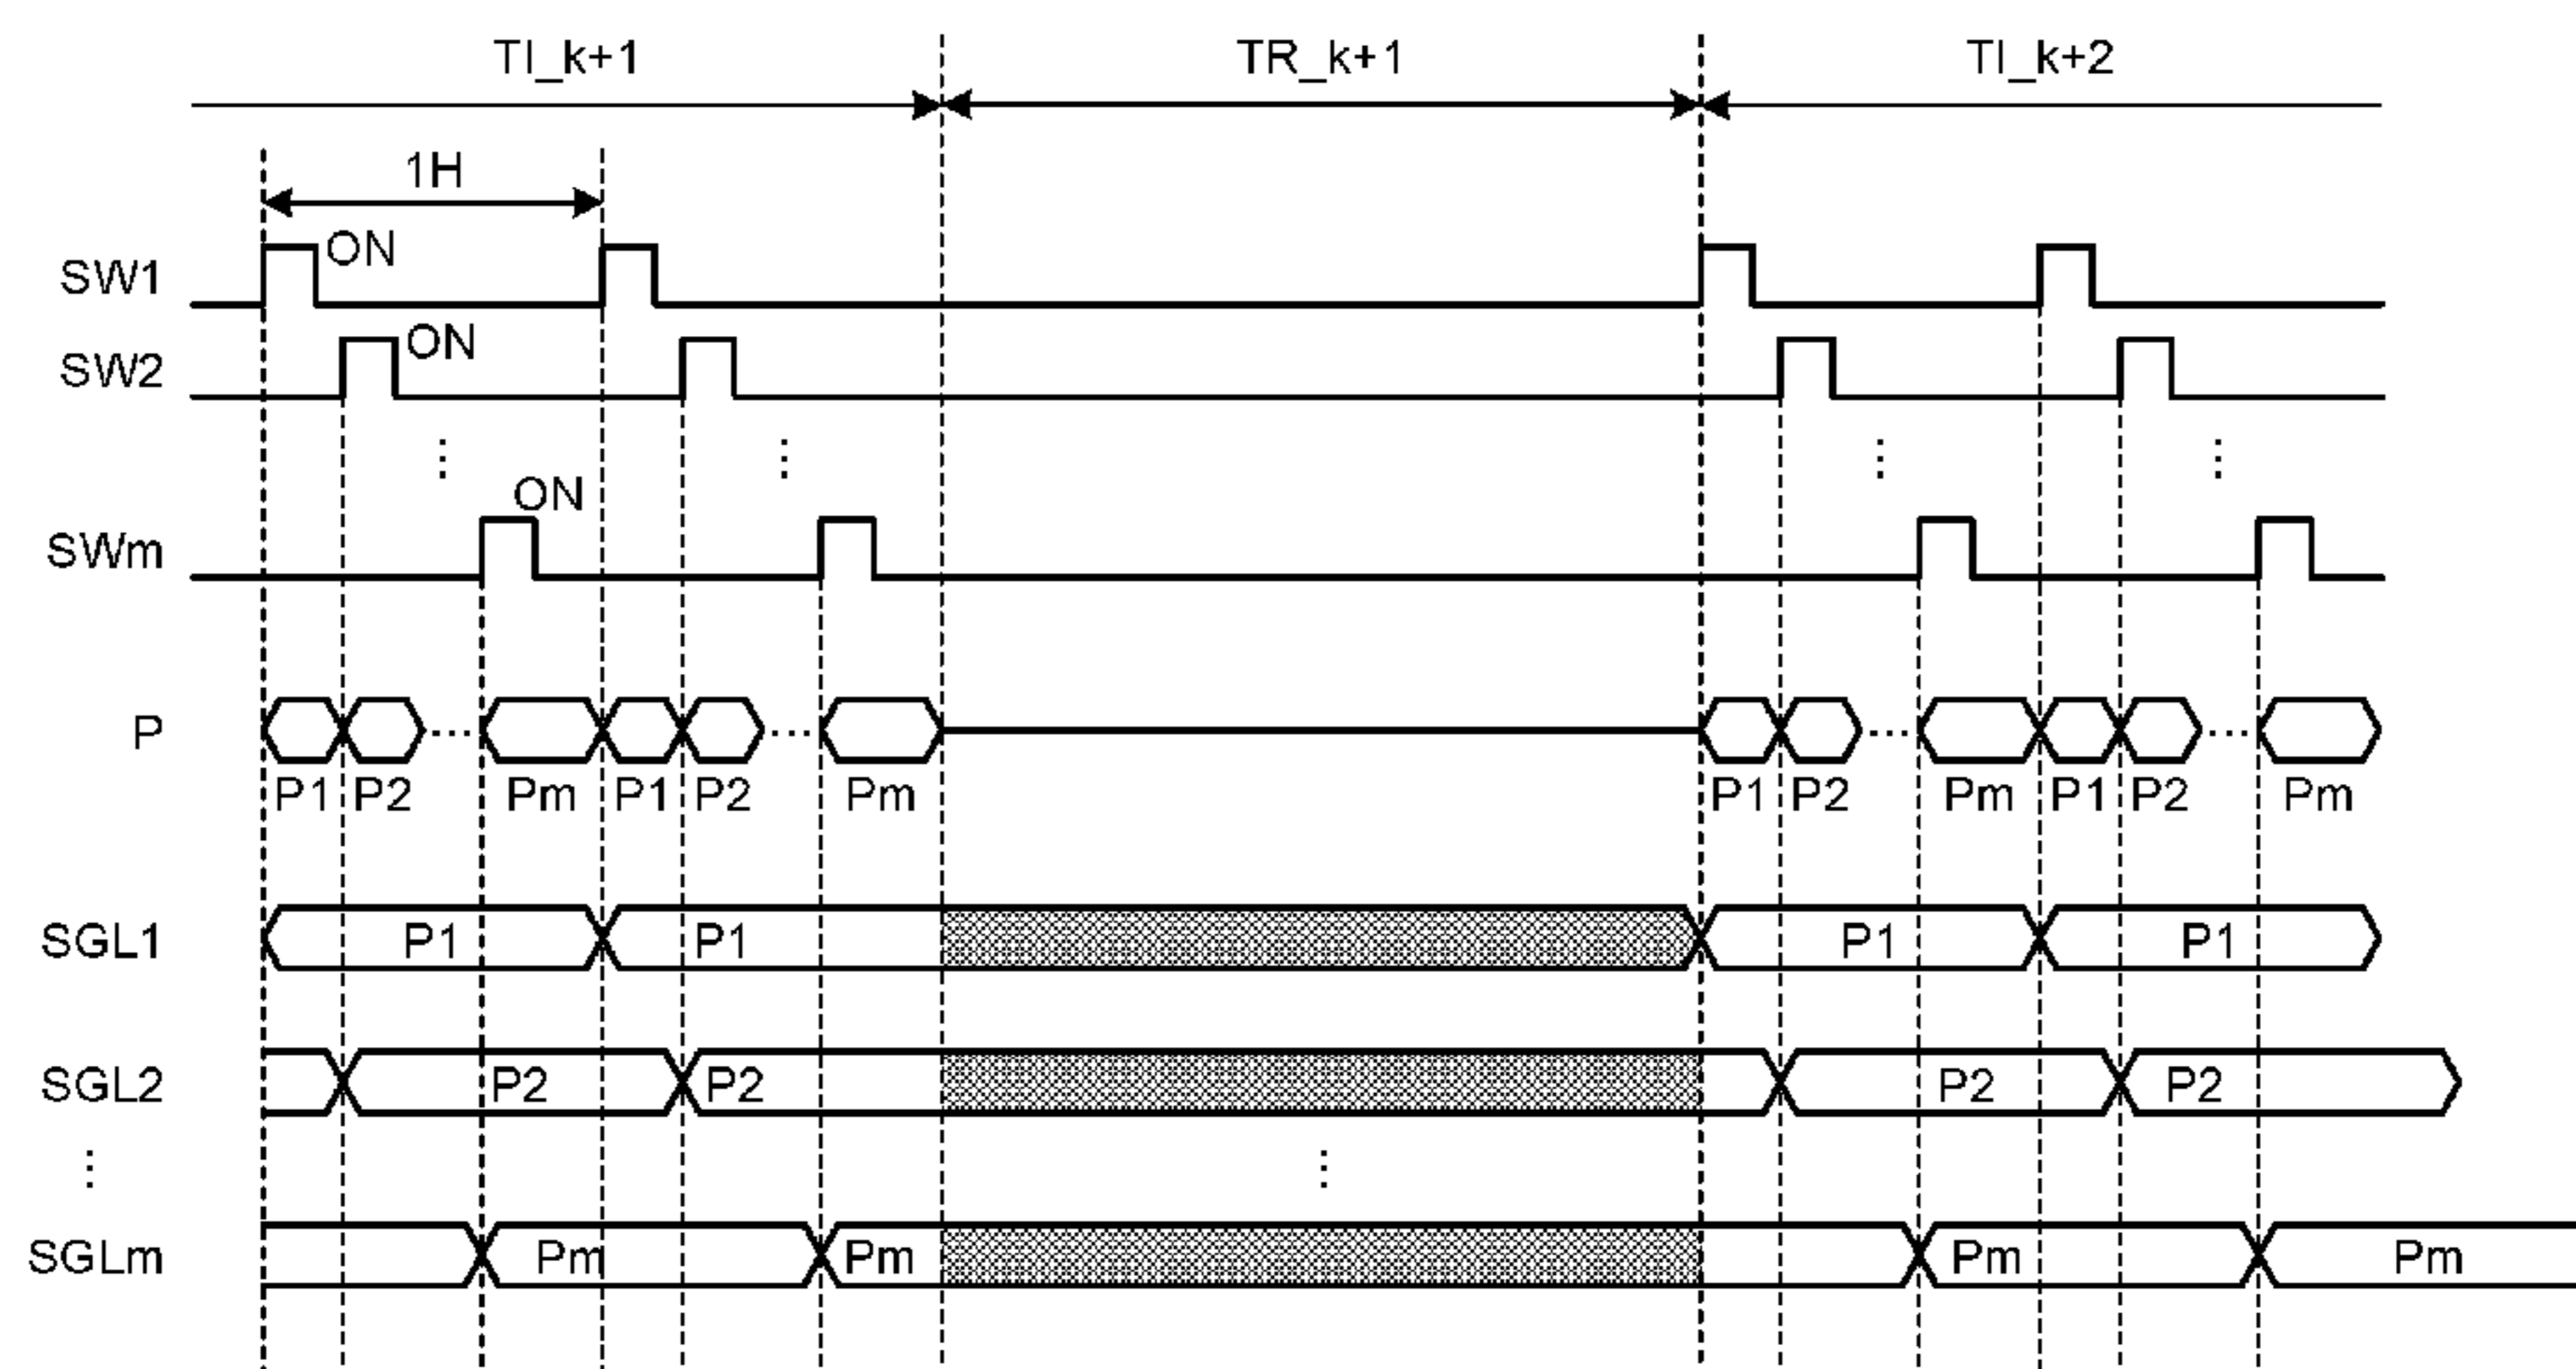 TI_k+1 TR_k+1 TI_k+2
1H
SW1 ON
SW2 ON
⋮ ⋮ ⋮ ⋮
SWm ON
P
P1 P2 Pm P1 P2 Pm P1 P2 Pm P1 P2 Pm
SGL1 P1 P1 P1 P1
SGL2 P2 P2 P2 P2
⋮ ⋮
SGLm Pm Pm Pm Pm